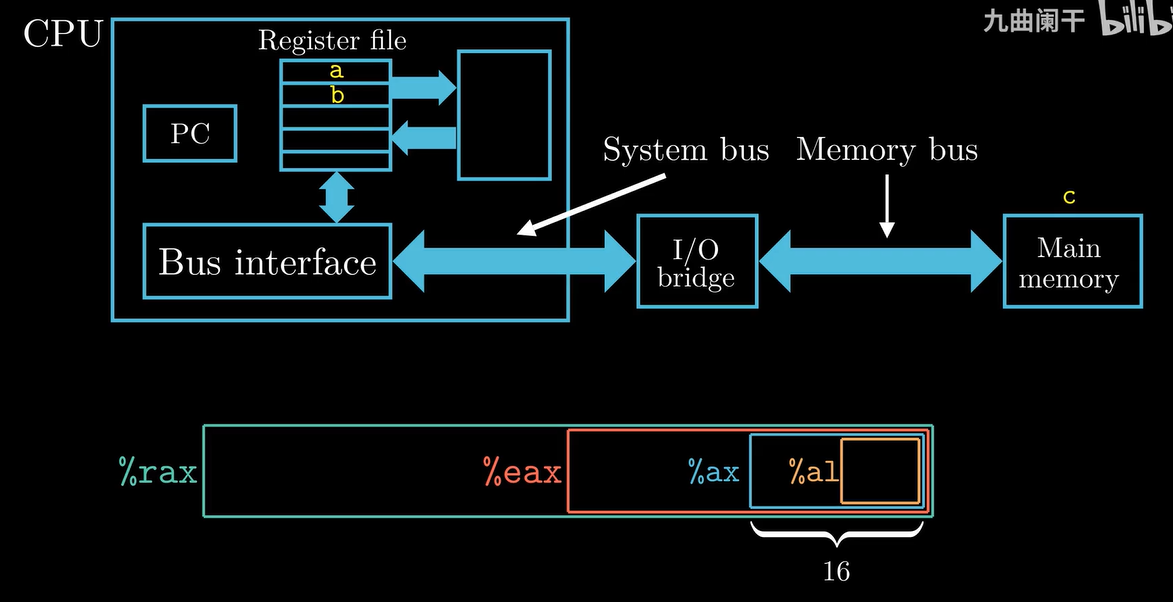 九曲阑干 bilibi
CPU
Register file
a
b
PC
System bus
Memory bus
c
Bus interface
I/O
bridge
Main
memory
%rax
%eax
%ax
%al
16